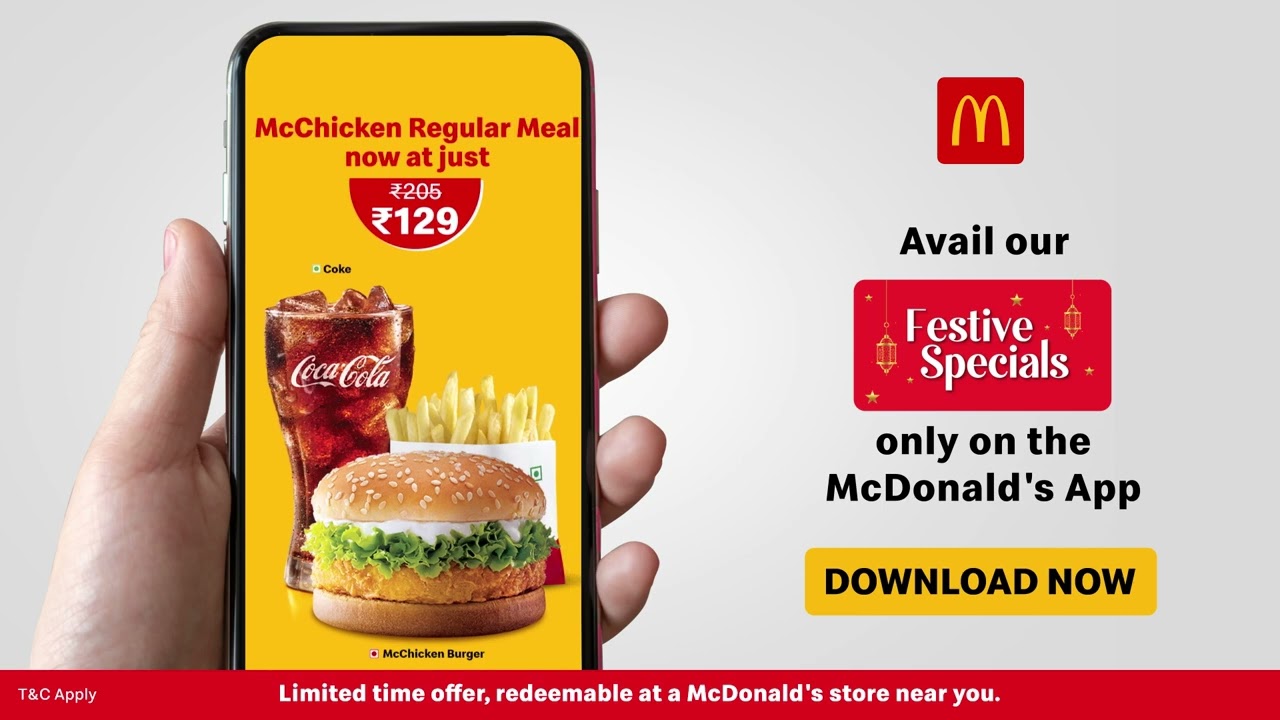 McChicken Regular Meal
now at just
₹205
₹129
Coke
Coca-Cola
McChicken Burger
M
Avail our
Festive
Specials
only on the
McDonald's App
DOWNLOAD NOW
T&C Apply
Limited time offer, redeemable at a McDonald's store near you.